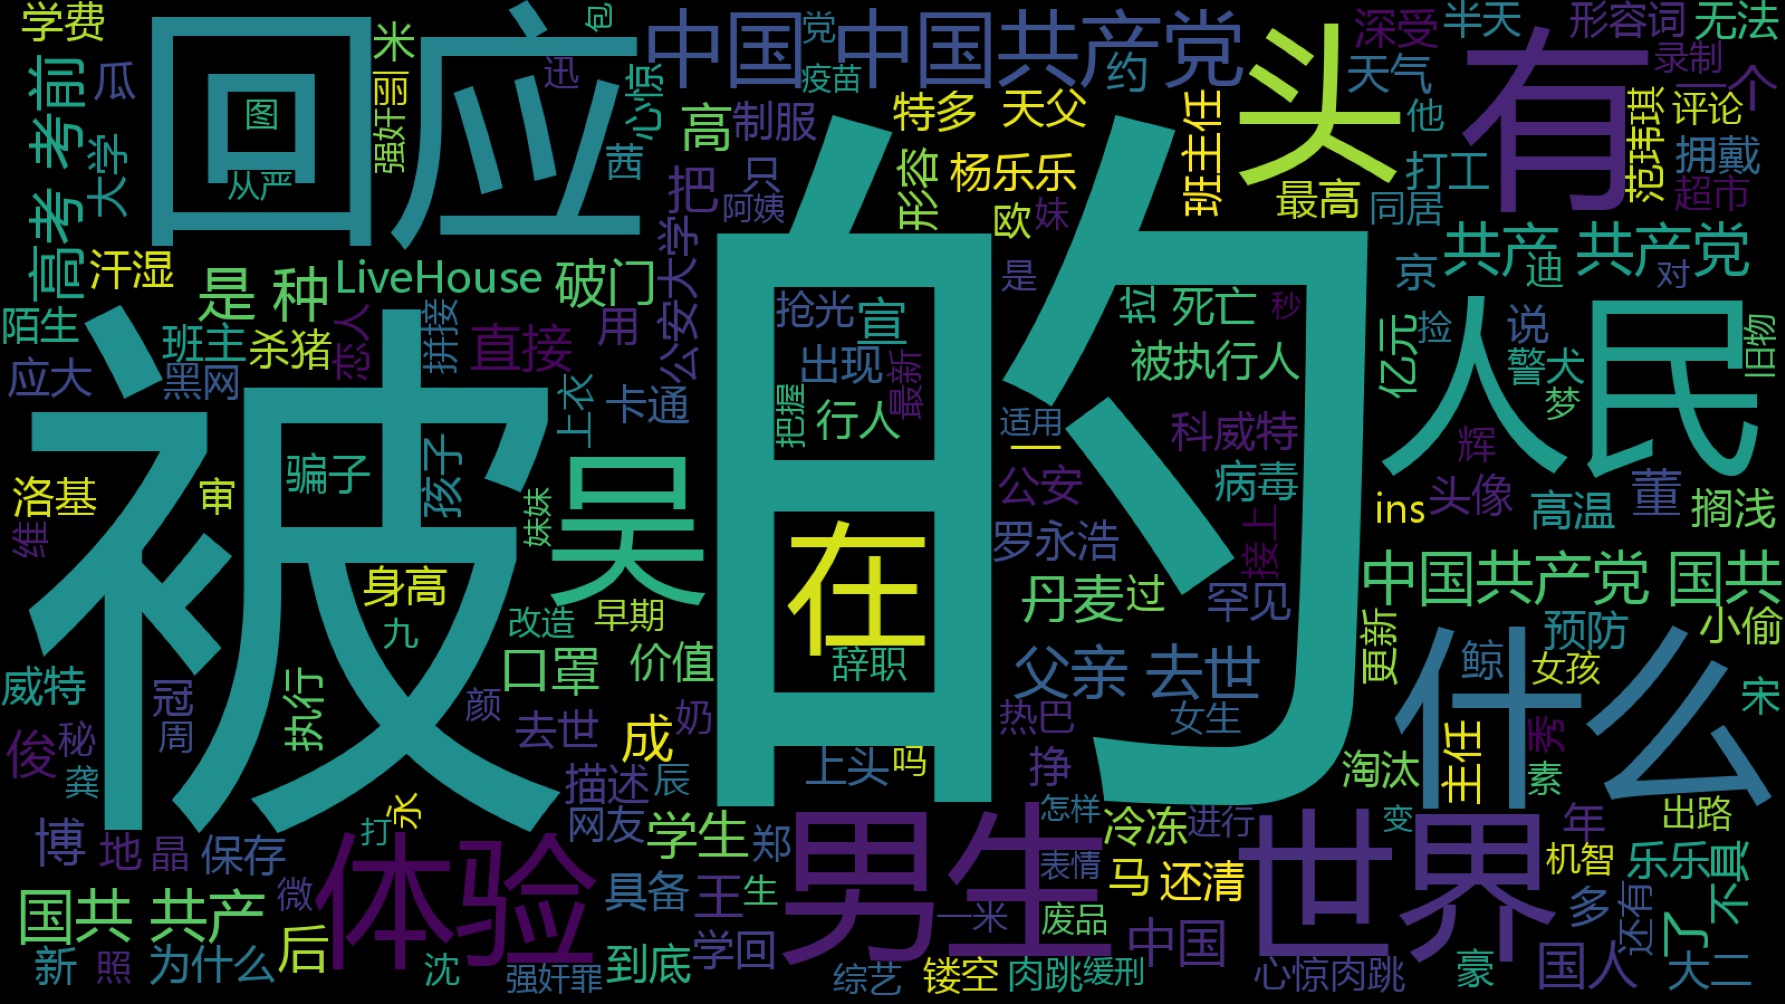 学费
回应
米
包
迅
中国
党
中国共产党
约
疫苗
头
深受
半天
形容词
无法
瓜
高考
考前
大学
图
从严
强奸
丽
心惊
茜
高
制服
特多
天父
班主任
天气
有
录制
一个
他
评论
范玮琪
拥戴
把
只
阿姨
形容
杨乐乐
欧
妹
最高
打工
同居
超市
汗湿
是
种
LiveHouse
破门
公安大学
的
是
拉
死亡
秒
京
共产
迪
共产党
对
陌生
班主
杀猪
恋人
拼接
直接
用
抢光
宣
出现
最新
被执行人
亿元
捡
说
人民
旧物
应大
黑网
被
上衣
卡通
把握
行人
适用
一
科威特
警犬
梦
辉
洛基
审
骗子
孩子
妹妹
吴
在
公安
病毒
ins
头像
高温
董
搁浅
维
罗永浩
接上
身高
九
改造
早期
丹麦
过
罕见
中国共产党
国共
更新
预防
小偷
威特
冠
周
执行
颜
口罩
价值
辞职
父亲
去世
什么
鲸
女孩
宋
俊
秘
龚
去世
成
奶
热巴
女生
上头
吗
挣
淘汰
主任
秀
素
永
打
描述
辰
网友
怎样
冷冻
进行
变
世界
年
出路
博
地
晶
保存
体验
学生
郑
男生
表情
马
还清
机智
乐乐
不具
国共
共产
微
具备
王
生
一米
废品
中国
多
还有
了
新
照
为什么
后
沈
强奸罪
到底
学回
综艺
镂空
肉跳
缓刑
心惊肉跳
豪
国人
大二